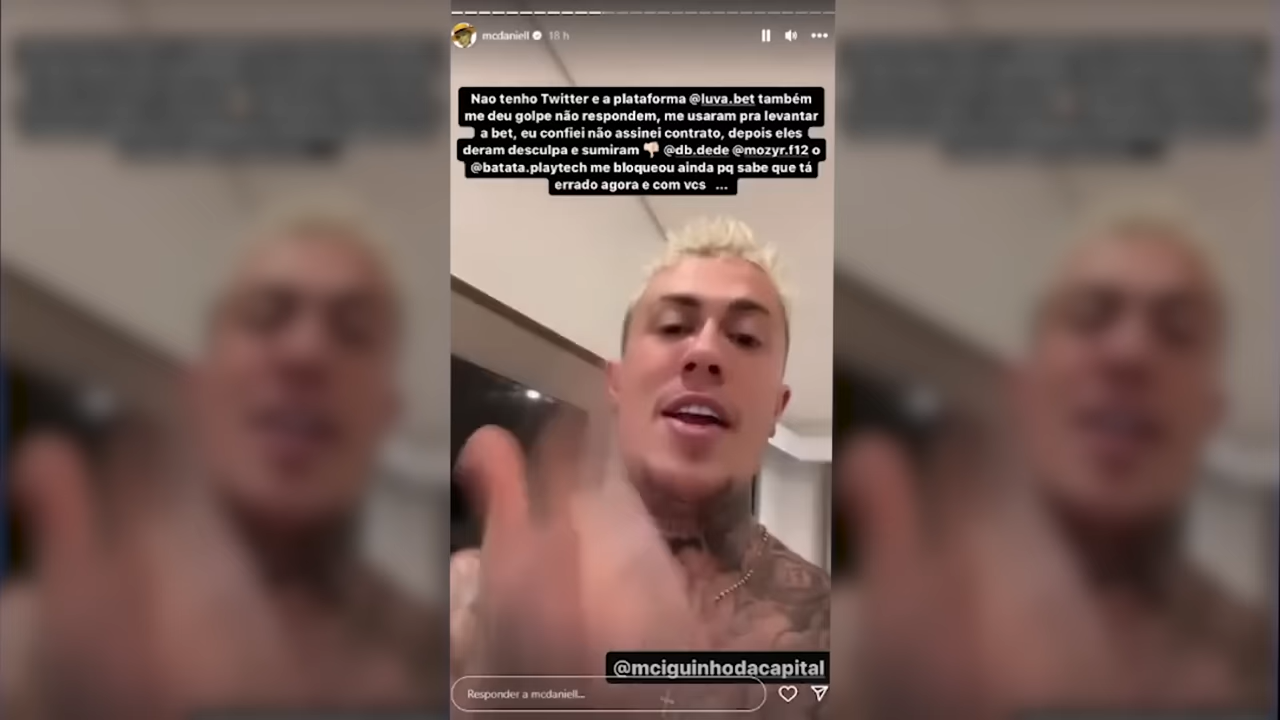 mcdaniell 18 h
Nao tenho Twitter e a plataforma @luva.bet também
me deu golpe não respondem, me usaram pra levantar
a bet, eu confiei não assinei contrato, depois eles
deram desculpa e sumiram 👎🏻 @db.dede @mozyr.f12 o
@batata.playtech me bloqueou ainda pq sabe que tá
errado agora e com vcs ...
@mciguinhodacapital
Responder a mcdaniell...